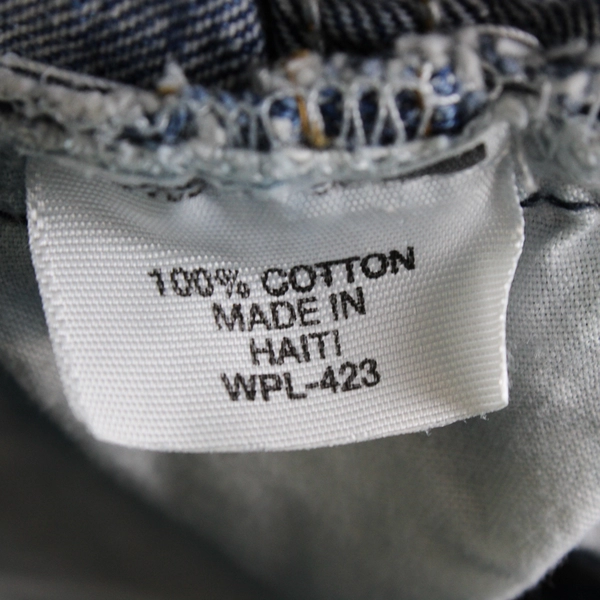 100% COTTON
MADE IN
HAITI
WPL-423